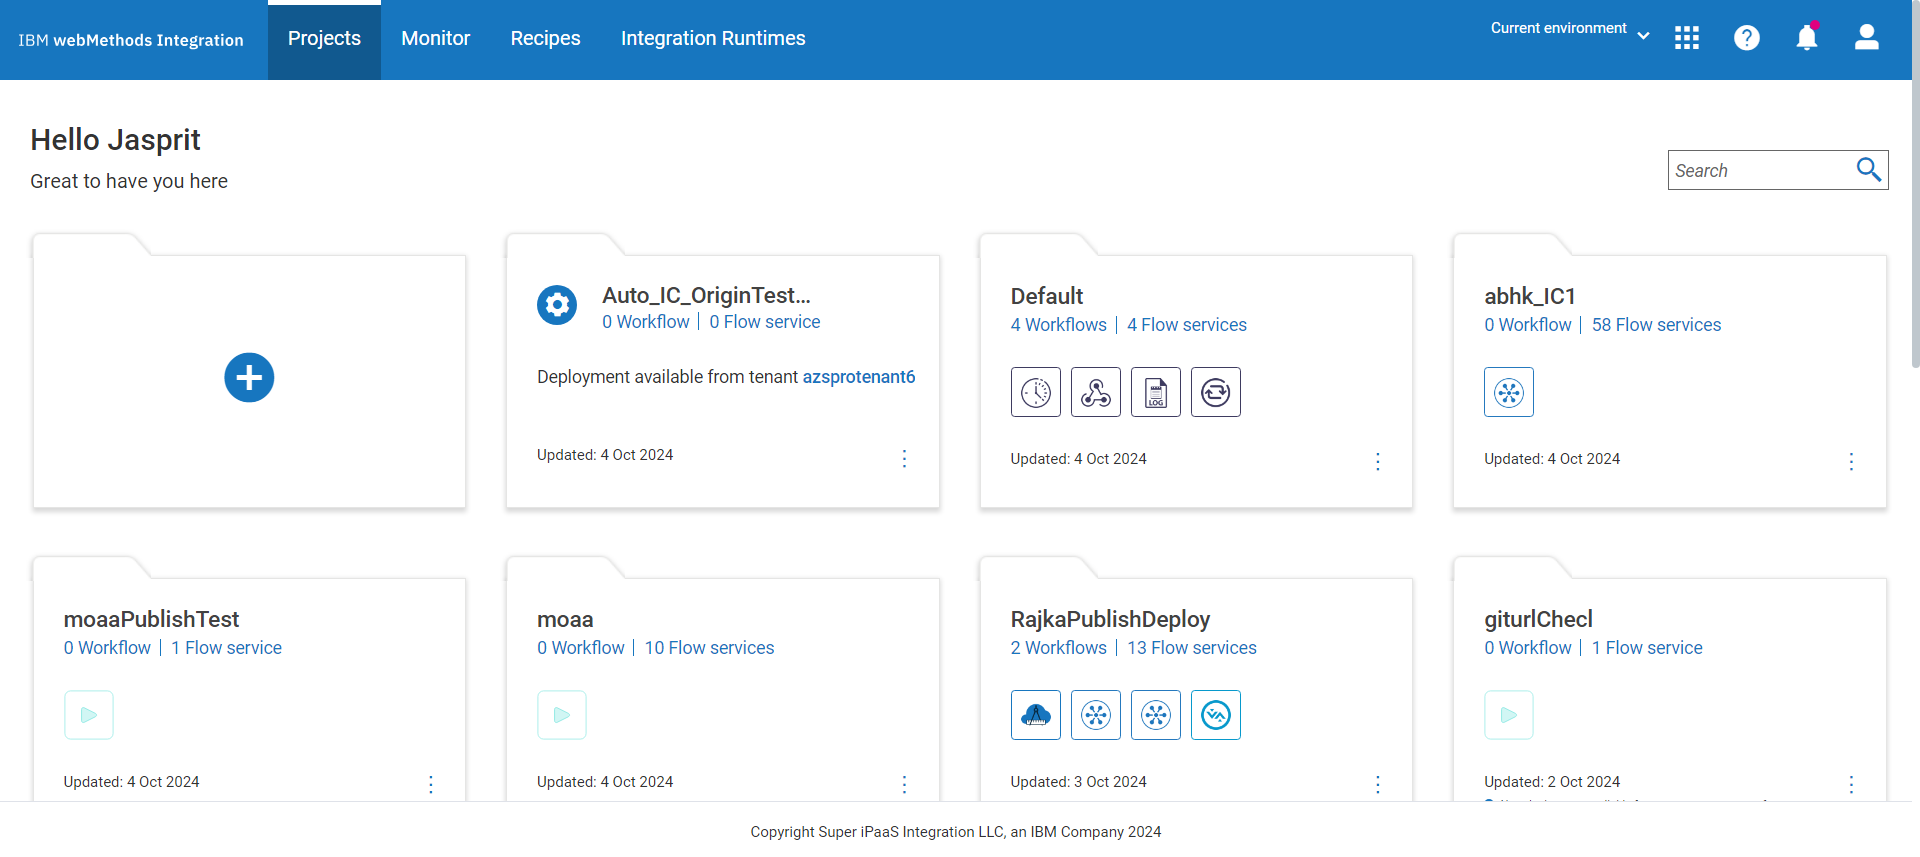 IBM webMethods Integration
Projects
Monitor
Recipes
Integration Runtimes
Current environment
Hello Jasprit
Great to have you here
Search
Auto_IC_OriginTest...
0 Workflow | 0 Flow service
Deployment available from tenant azsprotenant6
Updated: 4 Oct 2024
Default
4 Workflows | 4 Flow services
LOG
Updated: 4 Oct 2024
abhk_IC1
0 Workflow | 58 Flow services
Updated: 4 Oct 2024
moaaPublishTest
0 Workflow | 1 Flow service
Updated: 4 Oct 2024
moaa
0 Workflow | 10 Flow services
Updated: 4 Oct 2024
RajkaPublishDeploy
2 Workflows | 13 Flow services
Updated: 3 Oct 2024
giturlChecl
0 Workflow | 1 Flow service
Updated: 2 Oct 2024
Copyright Super iPaaS Integration LLC, an IBM Company 2024